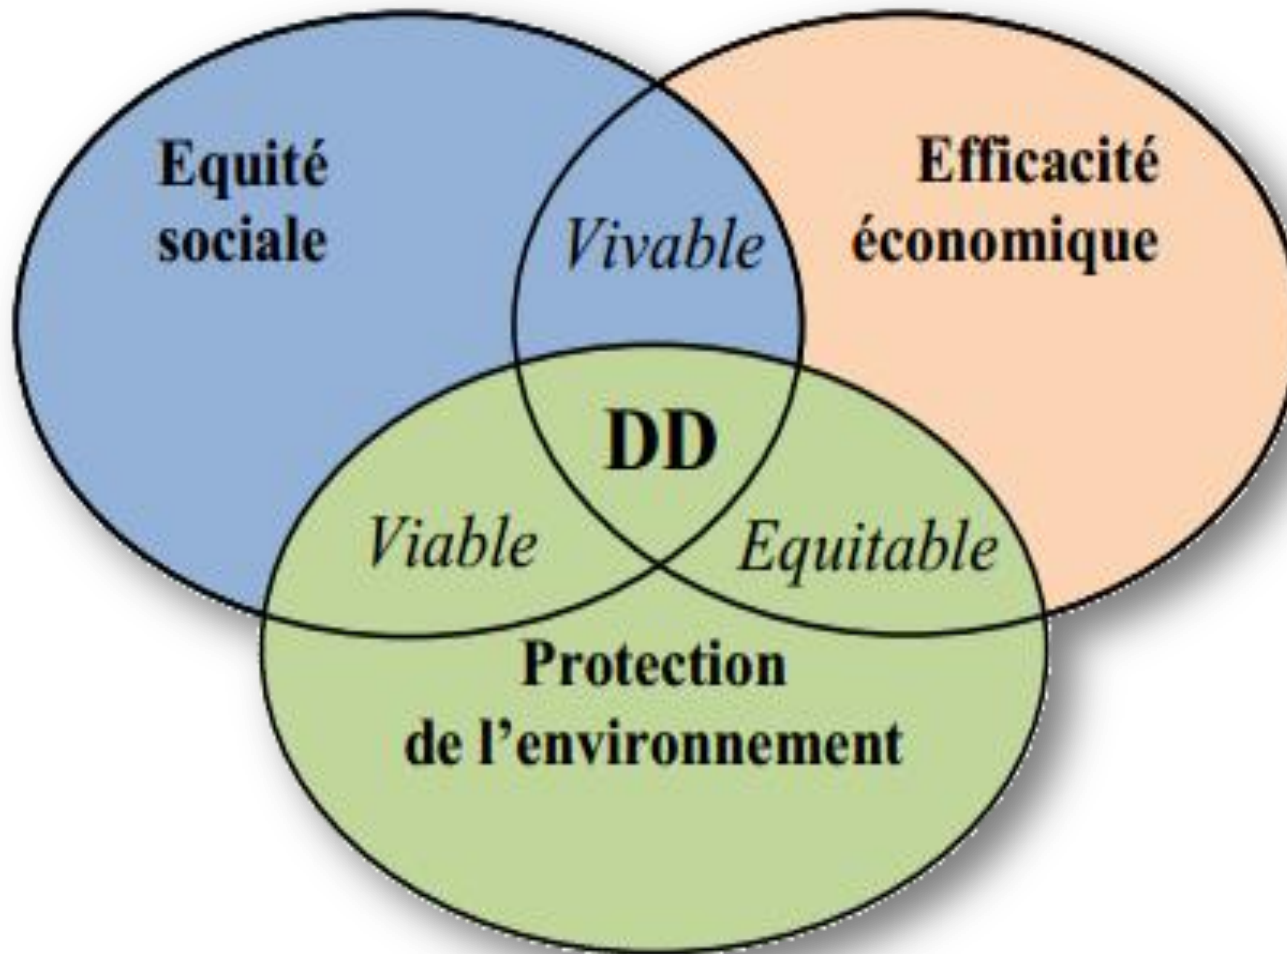 Equité
sociale
Efficacité
économique
Vivable
DD
Viable
Equitable
Protection
de l’environnement